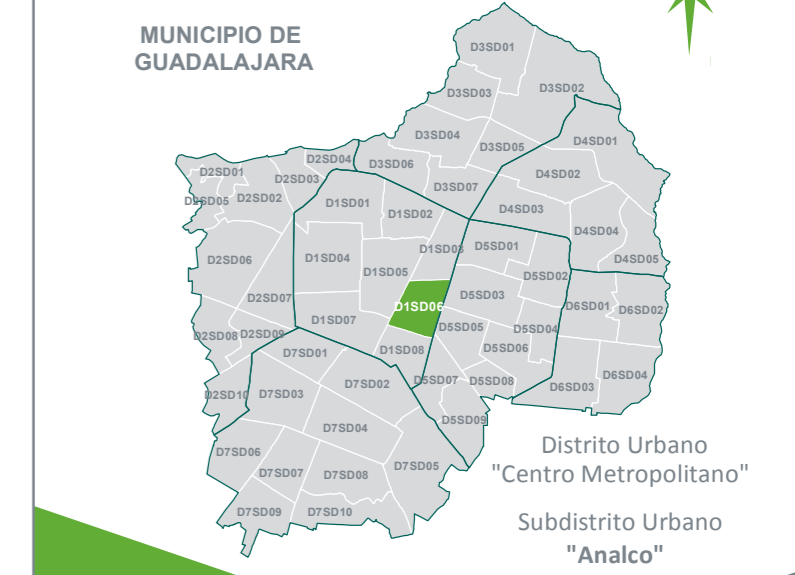 MUNICIPIO DE
GUADALAJARA
D3SD01
D3SD02
D3SD03
D3SD04
D3SD05
D4SD01
D2SD04
D3SD06
D2SD01
D2SD03
D4SD02
D3SD07
D2SD05
D2SD02
D1SD01
D1SD02
D4SD03
D4SD04
D1SD03
D5SD01
D2SD06
D1SD04
D4SD05
D1SD05
D5SD02
D2SD07
D5SD03
D1SD06
D6SD01
D6SD02
D1SD07
D5SD05
D5SD04
D2SD08
D2SD09
D5SD06
D7SD01
D1SD08
D6SD04
D7SD02
D5SD07
D5SD08
D6SD03
D2SD10
D7SD03
D5SD09
D7SD04
Distrito Urbano
"Centro Metropolitano"
D7SD06
D7SD05
D7SD07
D7SD08
D7SD09
D7SD10
Subdistrito Urbano
"Analco"